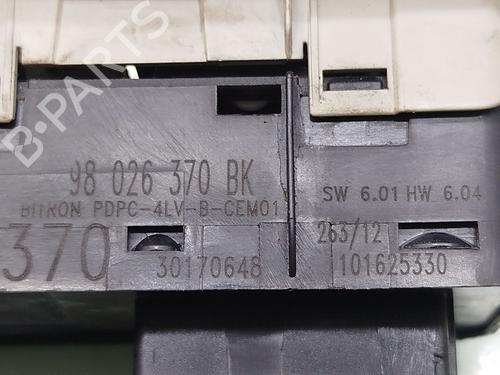 B-PARTS
98 026 370 BK
BITRON PDPC-4LV-B-CEM01
370
30170648
SW 6.01 HW 6.04
263/12
101625330